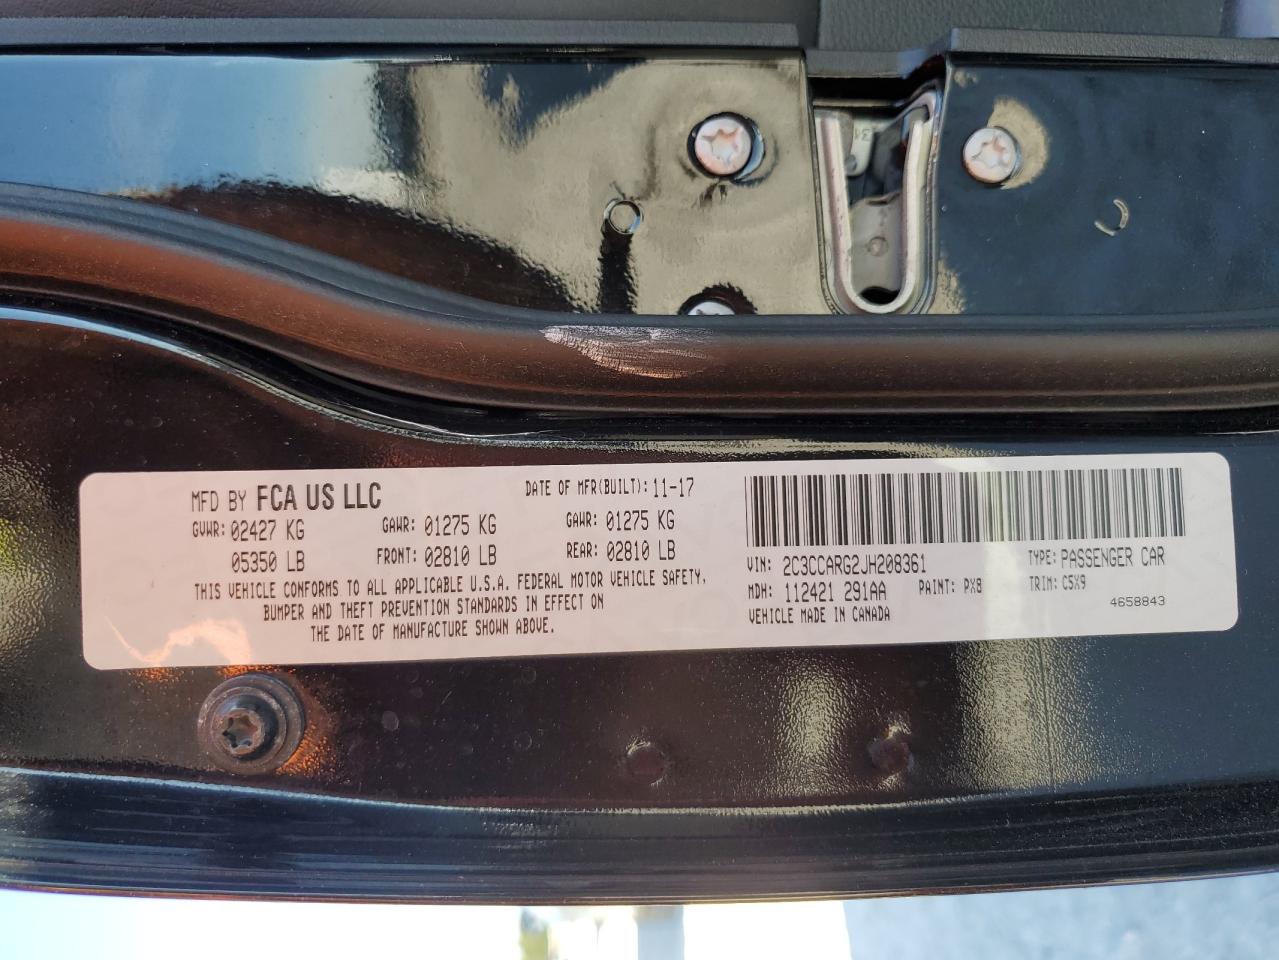 31
MFD BY FCA US LLC
DATE OF MFR(BUILT): 11-17
GVWR: 02427 KG
GAWR: 01275 KG
GAWR: 01275 KG
05350 LB
FRONT: 02810 LB
REAR: 02810 LB
THIS VEHICLE CONFORMS TO ALL APPLICABLE U.S.A. FEDERAL MOTOR VEHICLE SAFETY,
BUMPER AND THEFT PREVENTION STANDARDS IN EFFECT ON
THE DATE OF MANUFACTURE SHOWN ABOVE.
VIN: 2C3CCARG2JH208361
TYPE: PASSENGER CAR
MDH: 112421 291AA
PAINT: PX8
TRIM: C5X9
VEHICLE MADE IN CANADA
4658843